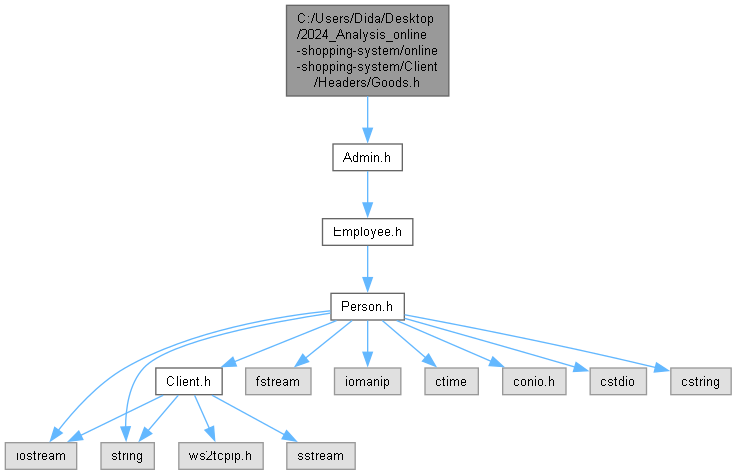 C:/Users/Dida/Desktop
/2024_Analysis_online
-shopping-system/online
-shopping-system/Client
/Headers/Goods.h
Admin.h
Employee.h
Person.h
Client.h
fstream
iomanip
ctime
conio.h
cstdio
cstring
iostream
string
ws2tcpip.h
sstream